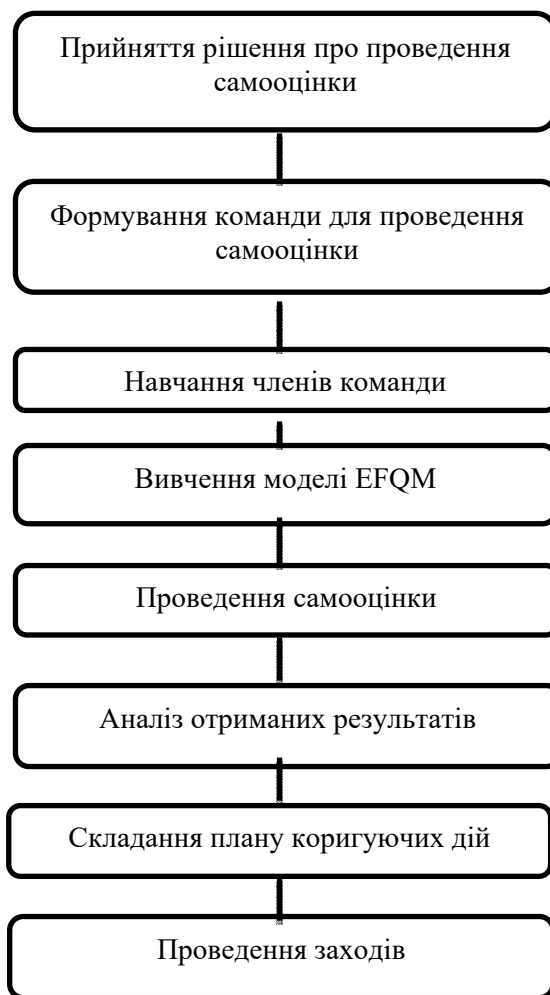 Прийняття рішення про проведення
самооцінки
Формування команди для проведення
самооцінки
Навчання членів команди
Вивчення моделі EFQM
Проведення самооцінки
Аналіз отриманих результатів
Складання плану коригуючих дій
Проведення заходів